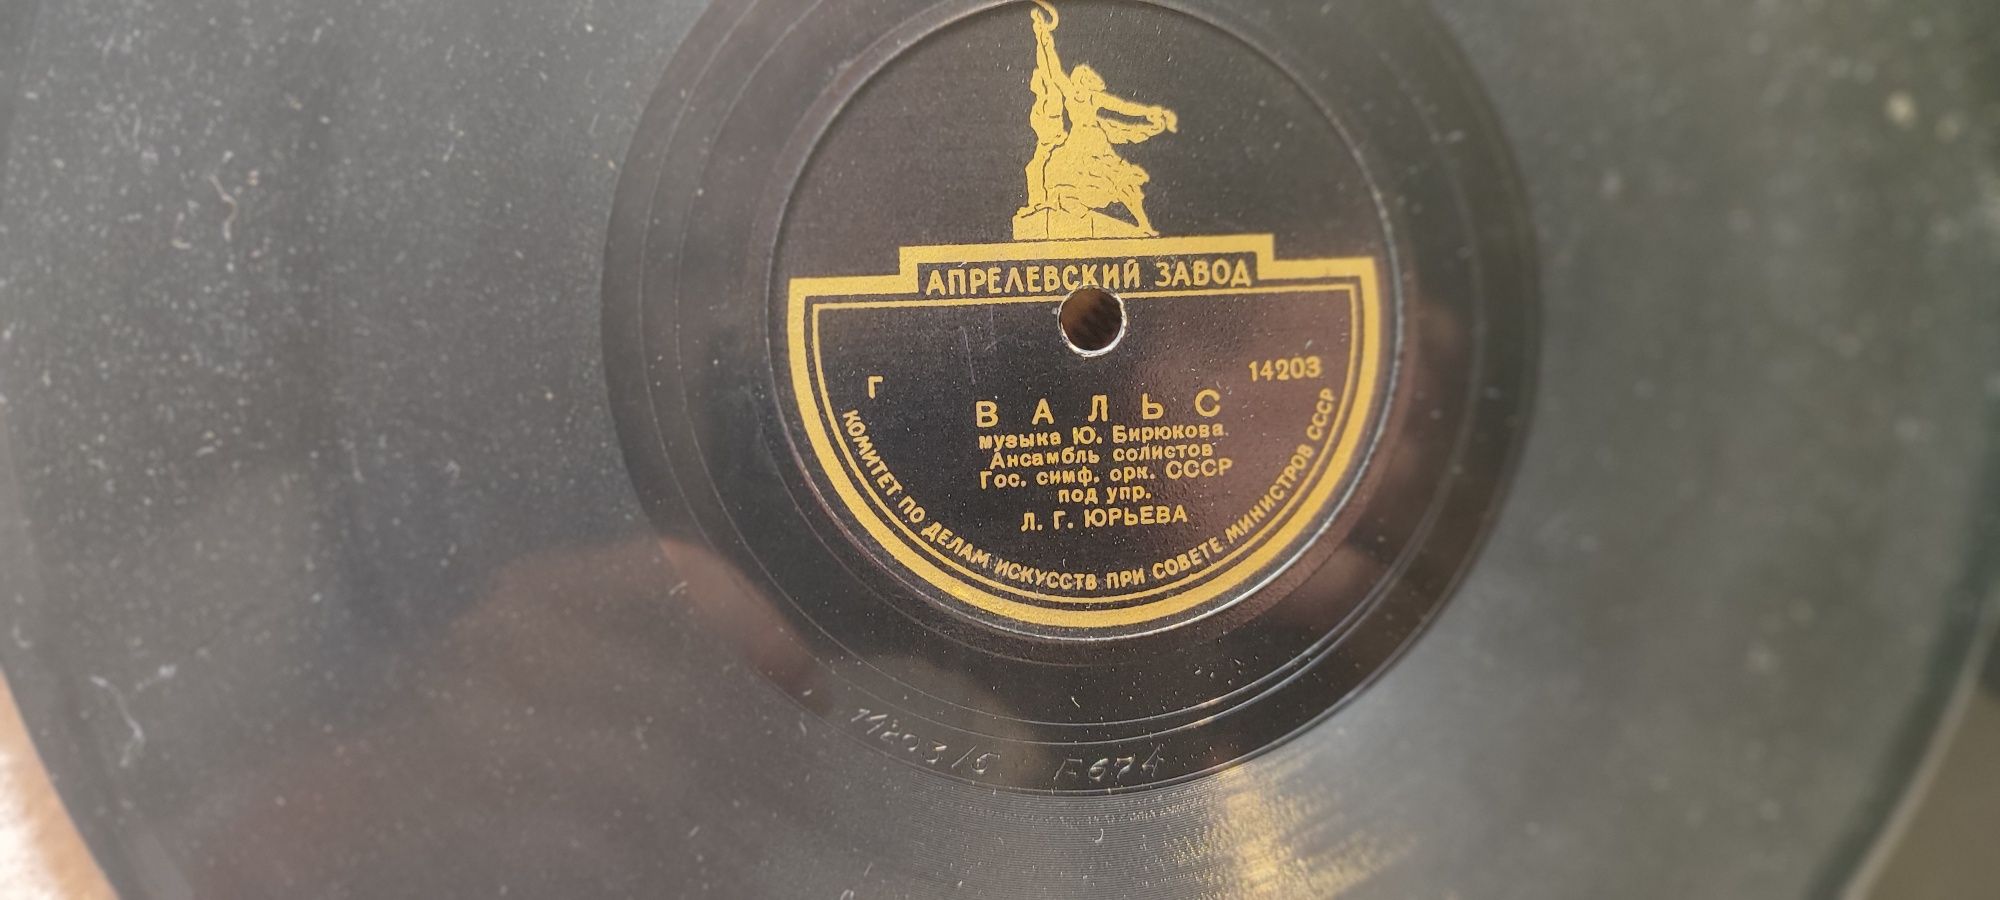 АПРЕЛЕВСКИЙ ЗАВОД
Г
14203
ВАЛЬС
музыка Ю. Бирюкова
Ансамбль солистов
Гос. симф. орк. СССР
под упр.
Л. Г. ЮРЬЕВА
КОМИТЕТ ПО ДЕЛАМ ИСКУССТВ ПРИ СОВЕТЕ МИНИСТРОВ СССР
14203/5 Г674